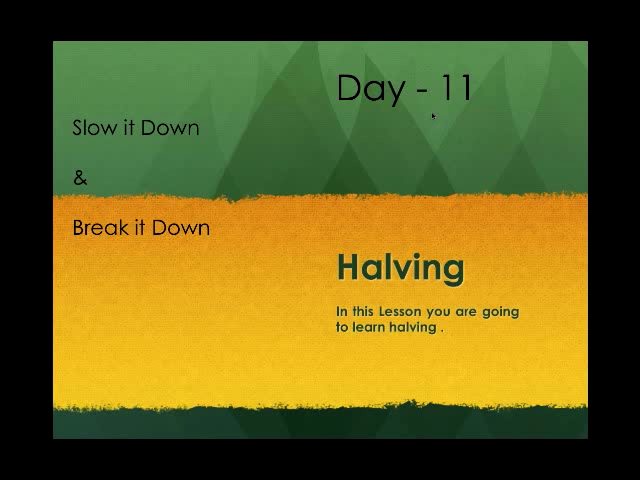 Day - 11
Slow it Down
&
Break it Down
Halving
In this Lesson you are going
to learn halving .